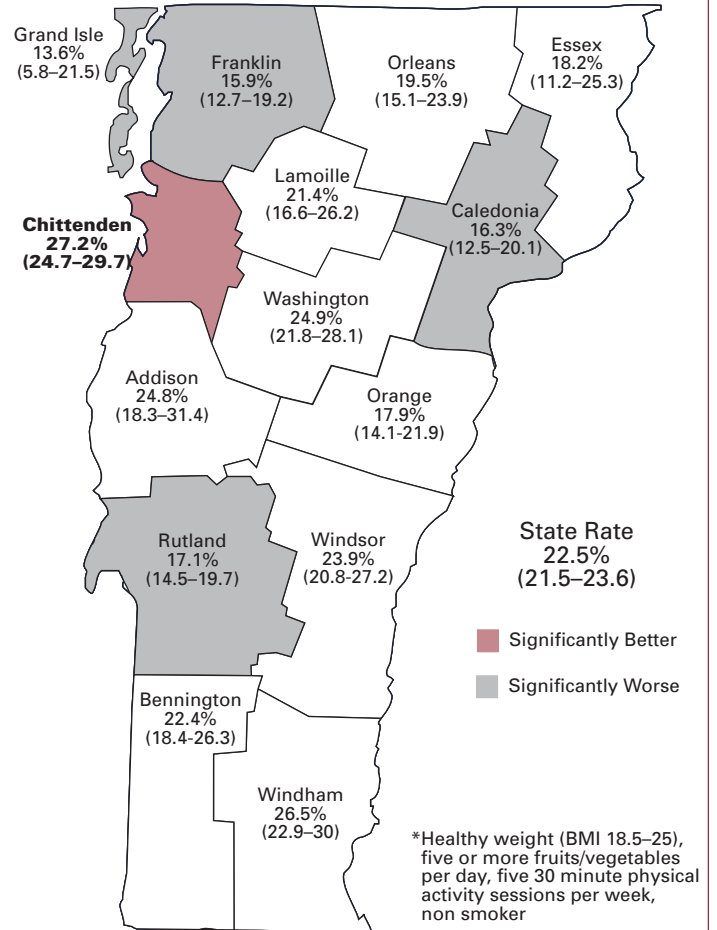 Grand Isle
13.6%
(5.8–21.5)
Franklin
15.9%
(12.7–19.2)
Orleans
19.5%
(15.1–23.9)
Essex
18.2%
(11.2–25.3)
Lamoille
21.4%
(16.6–26.2)
Caledonia
16.3%
(12.5–20.1)
Chittenden
27.2%
(24.7–29.7)
Washington
24.9%
(21.8–28.1)
Addison
24.8%
(18.3–31.4)
Orange
17.9%
(14.1-21.9)
Rutland
17.1%
(14.5–19.7)
Windsor
23.9%
(20.8-27.2)
State Rate
22.5%
(21.5–23.6)
Significantly Better
Significantly Worse
Bennington
22.4%
(18.4-26.3)
Windham
26.5%
(22.9–30)
*Healthy weight (BMI 18.5–25),
five or more fruits/vegetables
per day, five 30 minute physical
activity sessions per week,
non smoker